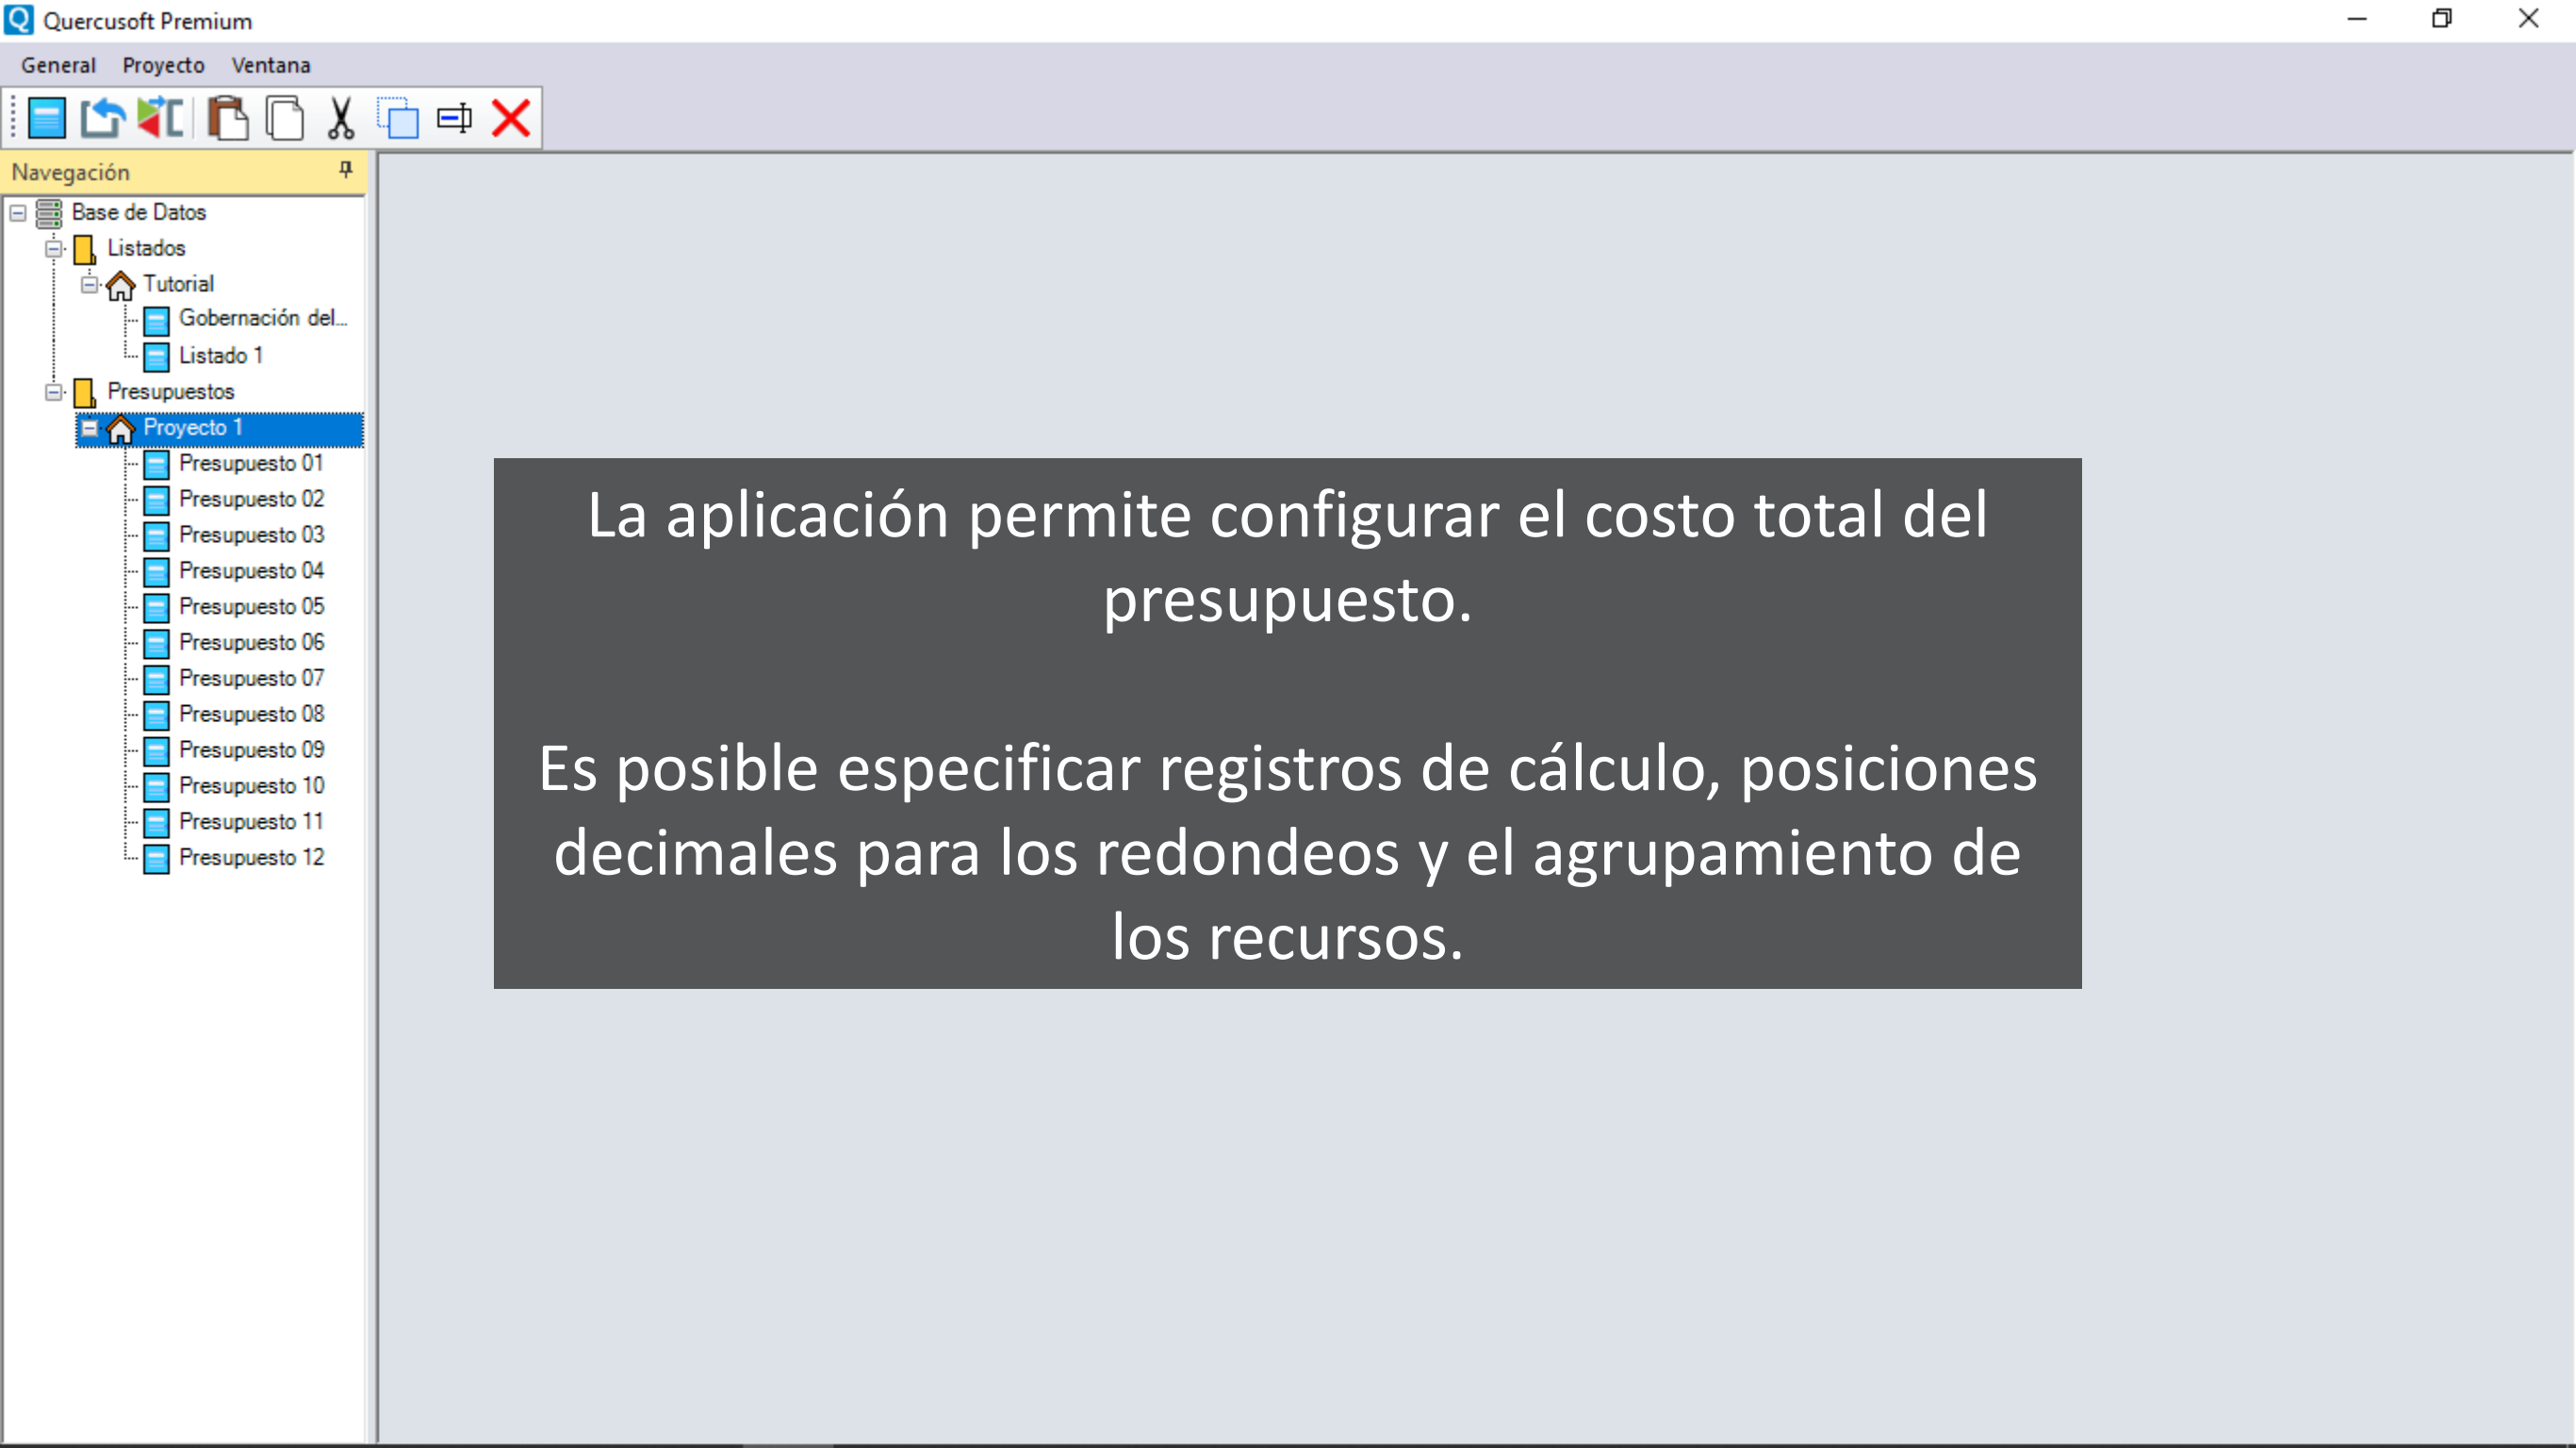 Quercusoft Premium
General Proyecto Ventana
Navegación
Base de Datos
Listados
Tutorial
Gobernación del...
Listado 1
Presupuestos
Proyecto 1
Presupuesto 01
Presupuesto 02
Presupuesto 03
Presupuesto 04
Presupuesto 05
Presupuesto 06
Presupuesto 07
Presupuesto 08
Presupuesto 09
Presupuesto 10
Presupuesto 11
Presupuesto 12
La aplicación permite configurar el costo total del
presupuesto.
Es posible especificar registros de cálculo, posiciones
decimales para los redondeos y el agrupamiento de
los recursos.